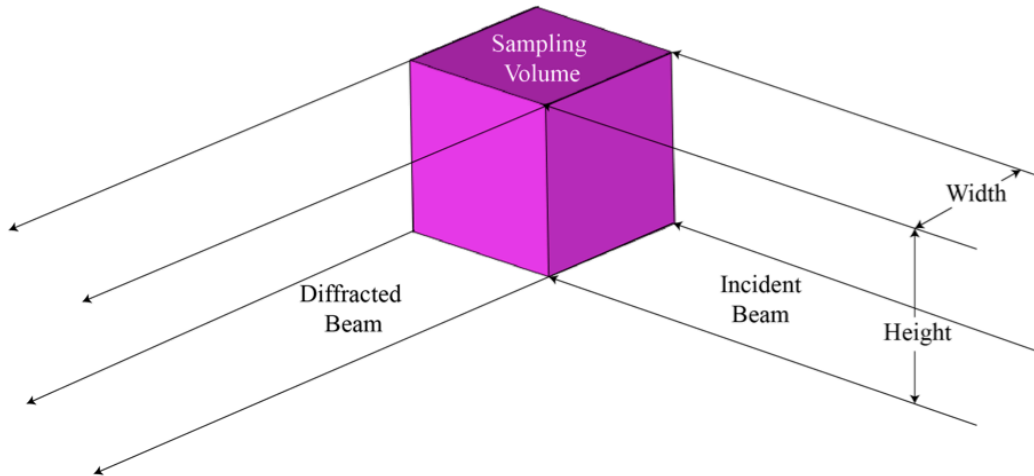 Sampling
Volume
Width
Diffracted
Beam
Incident
Beam
Height